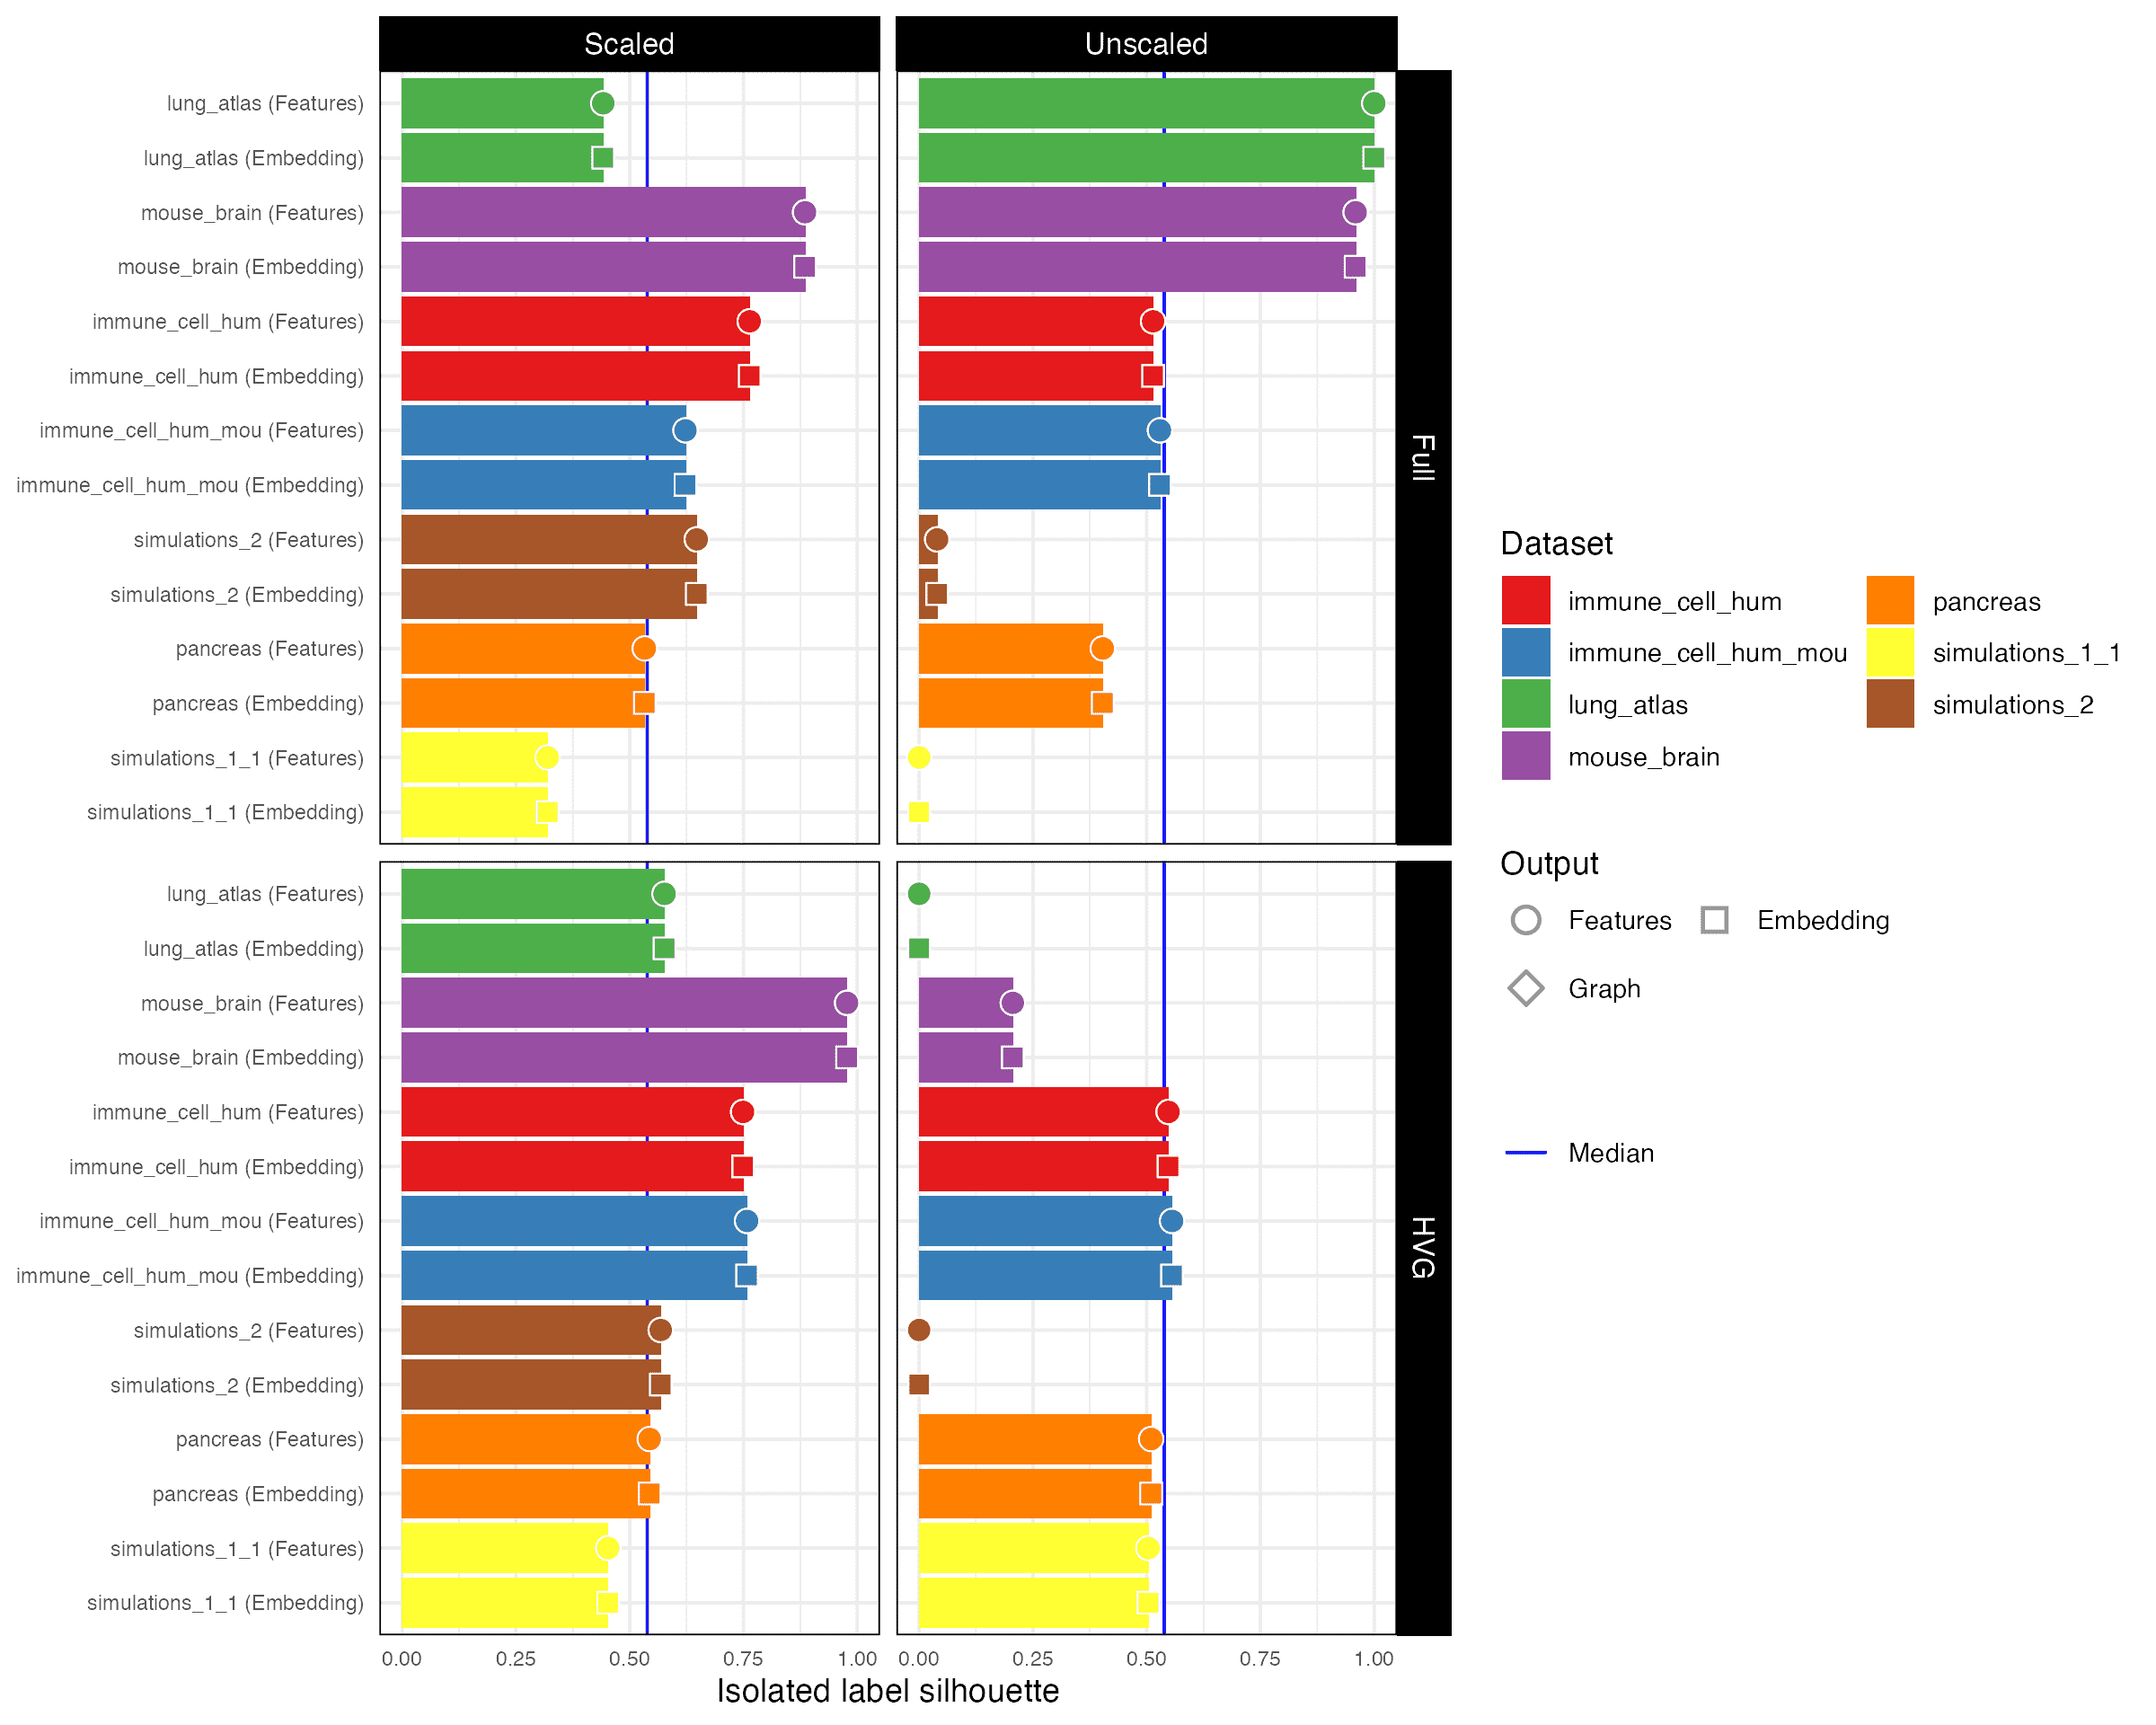 Scaled
Unscaled
lung_atlas (Features)
lung_atlas (Embedding)
mouse_brain (Features)
mouse_brain (Embedding)
immune_cell_hum (Features)
immune_cell_hum (Embedding)
immune_cell_hum_mou (Features)
immune_cell_hum_mou (Embedding)
simulations_2 (Features)
simulations_2 (Embedding)
pancreas (Features)
pancreas (Embedding)
simulations_1_1 (Features)
simulations_1_1 (Embedding)
Full
lung_atlas (Features)
lung_atlas (Embedding)
mouse_brain (Features)
mouse_brain (Embedding)
immune_cell_hum (Features)
immune_cell_hum (Embedding)
immune_cell_hum_mou (Features)
immune_cell_hum_mou (Embedding)
simulations_2 (Features)
simulations_2 (Embedding)
pancreas (Features)
pancreas (Embedding)
simulations_1_1 (Features)
simulations_1_1 (Embedding)
HVG
0.00 0.25 0.50 0.75 1.00
0.00 0.25 0.50 0.75 1.00
Isolated label silhouette
Dataset
immune_cell_hum
immune_cell_hum_mou
lung_atlas
mouse_brain
pancreas
simulations_1_1
simulations_2
Output
Features
Embedding
Graph
Median